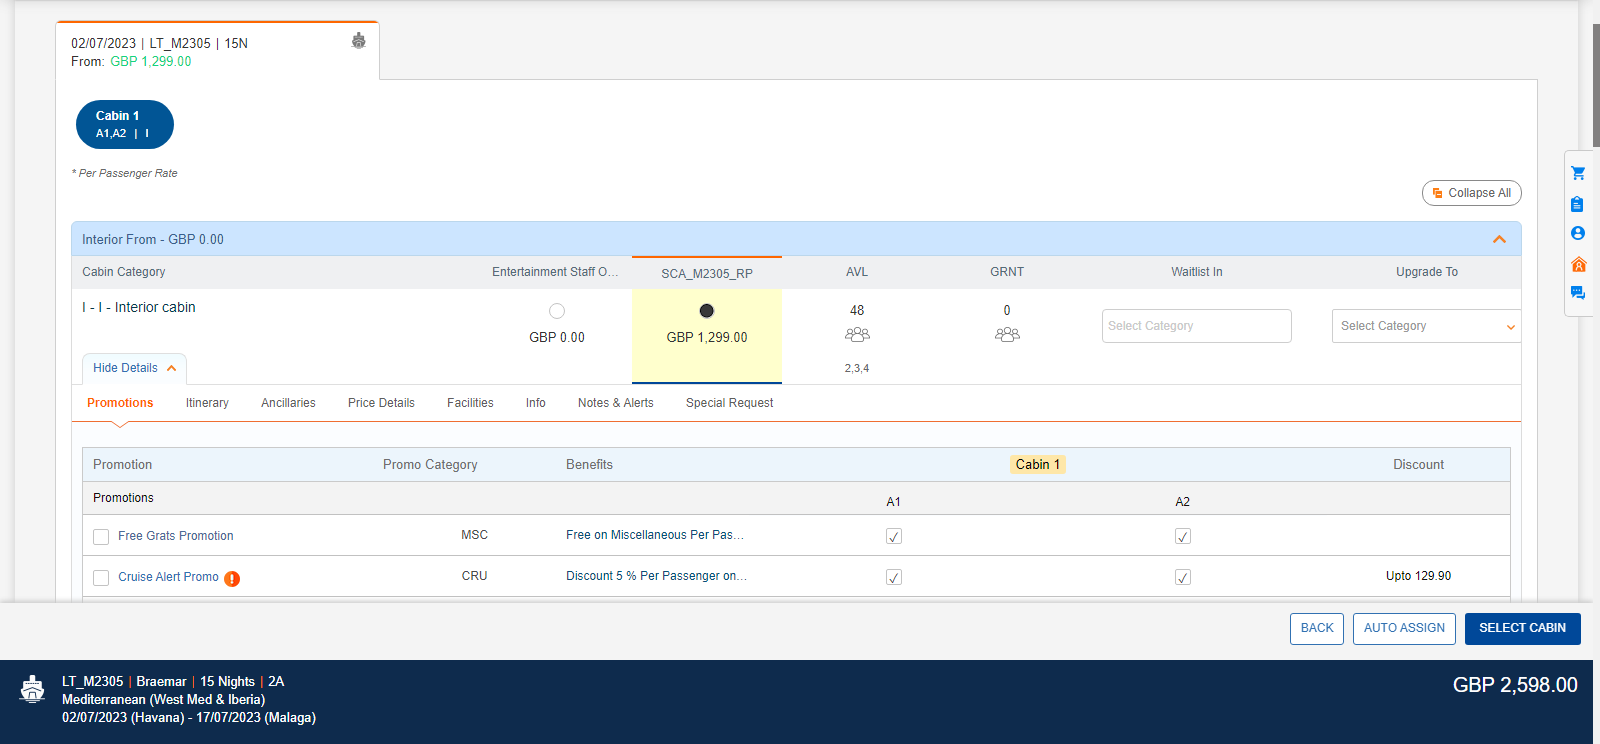 02/07/2023 | LT_M2305 | 15N
From: GBP 1,299.00
Cabin 1
A1,A2 | I
* Per Passenger Rate
Collapse All
Interior From - GBP 0.00
Cabin Category Entertainment Staff O... SCA_M2305_RP AVL GRNT Waitlist In Upgrade To
I - I - Interior cabin 48 0
GBP 0.00 GBP 1,299.00 Select Category Select Category
Hide Details 2,3,4
Promotions Itinerary Ancillaries Price Details Facilities Info Notes & Alerts Special Request
Promotion Promo Category Benefits Cabin 1 Discount
Promotions A1 A2
Free Grats Promotion MSC Free on Miscellaneous Per Pas...
Cruise Alert Promo CRU Discount 5 % Per Passenger on... Upto 129.90
BACK AUTO ASSIGN SELECT CABIN
LT_M2305 | Braemar | 15 Nights | 2A GBP 2,598.00
Mediterranean (West Med & Iberia)
02/07/2023 (Havana) - 17/07/2023 (Malaga)